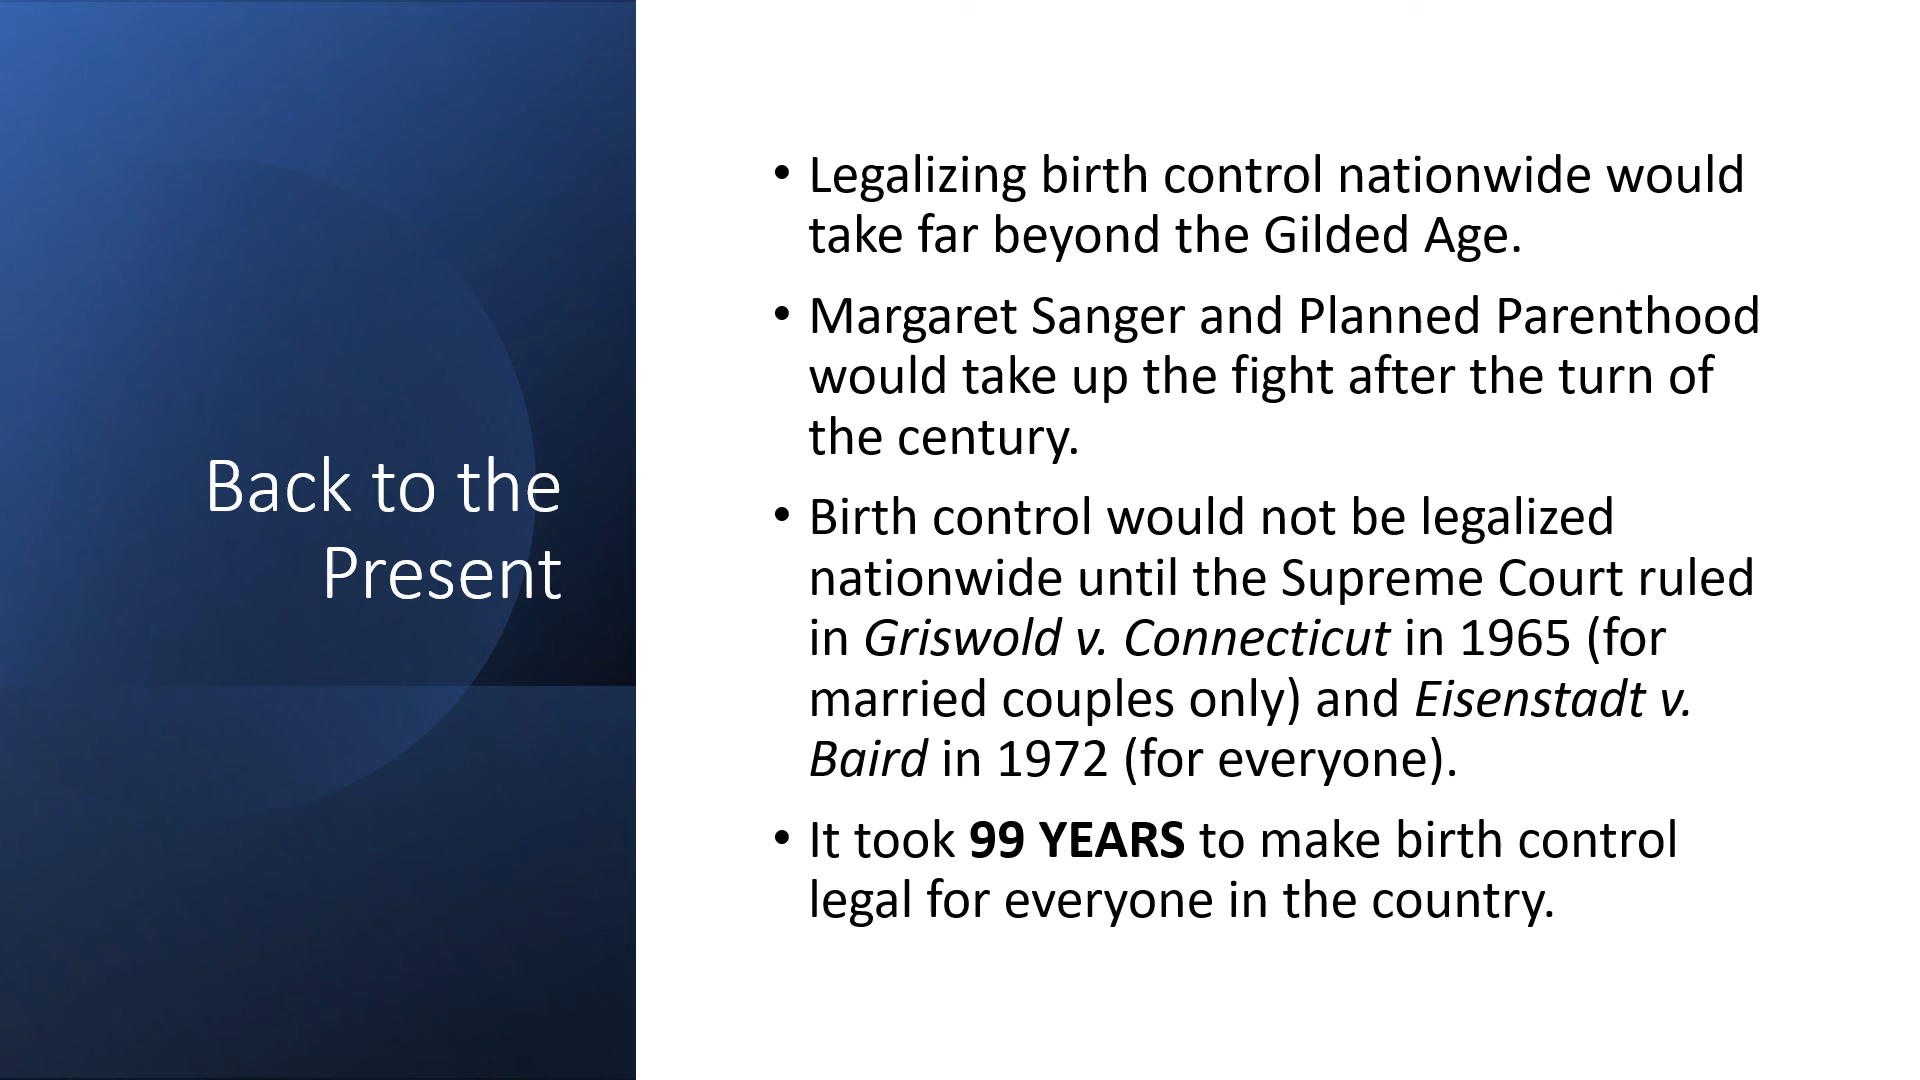 Back to the
Present
• Legalizing birth control nationwide would
take far beyond the Gilded Age.
• Margaret Sanger and Planned Parenthood
would take up the fight after the turn of
the century.
• Birth control would not be legalized
nationwide until the Supreme Court ruled
in Griswold v. Connecticut in 1965 (for
married couples only) and Eisenstadt v.
Baird in 1972 (for everyone).
• It took 99 YEARS to make birth control
legal for everyone in the country.